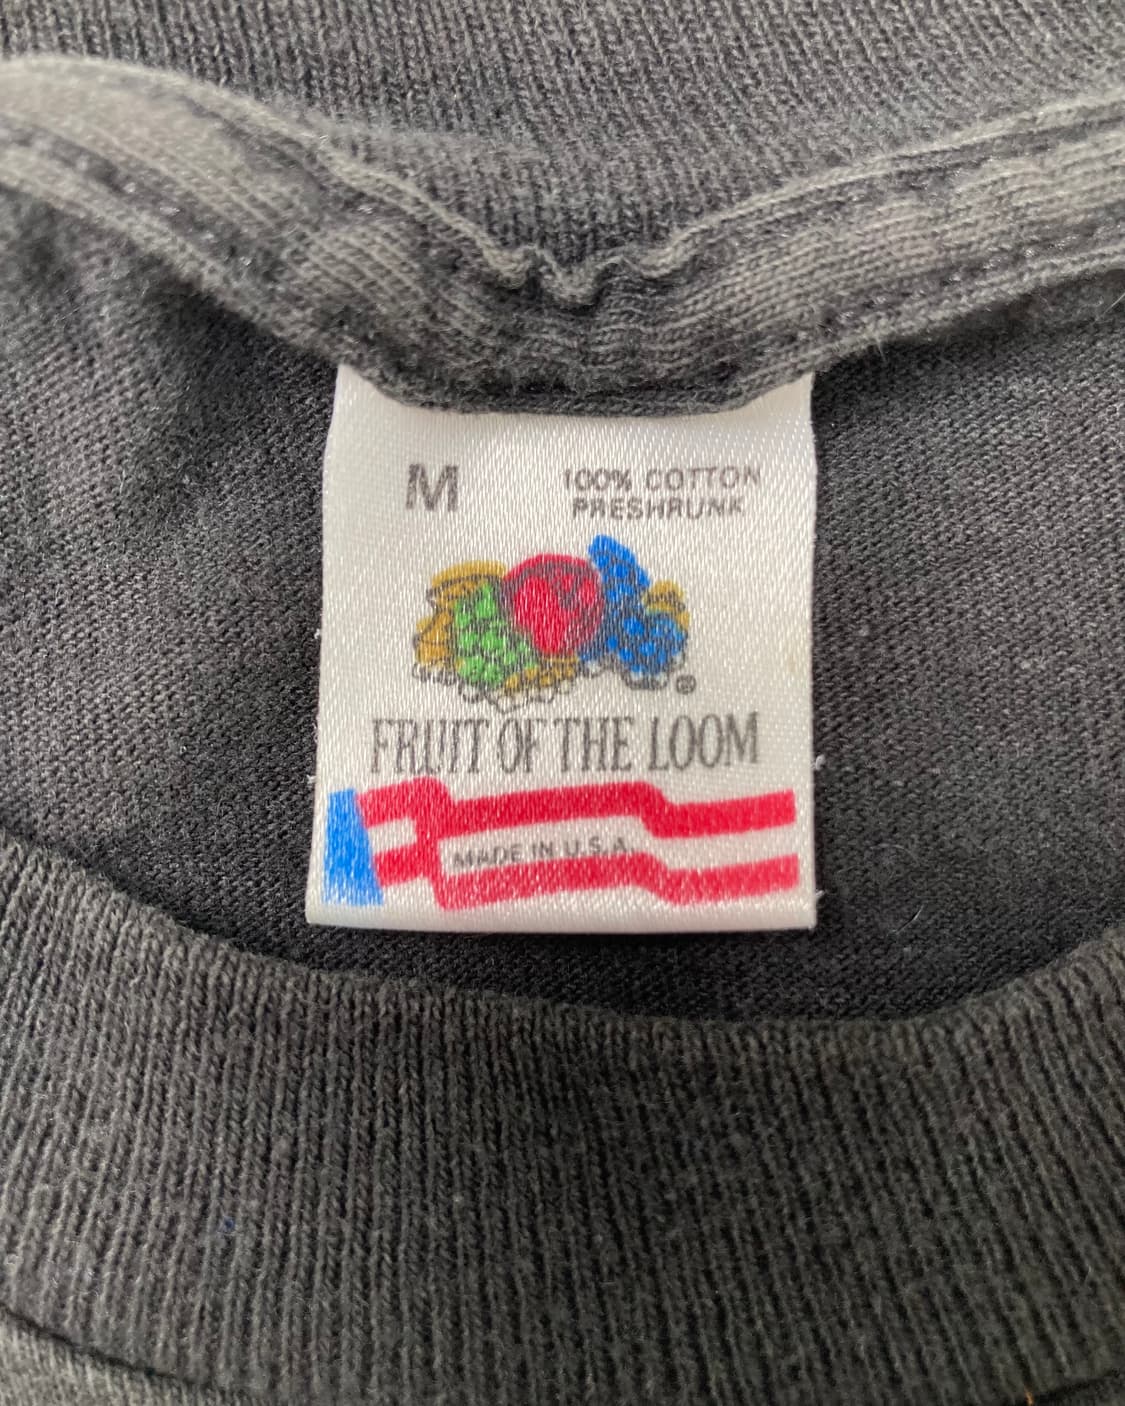 M
100% COTTON
PRESHRUNK
®
FRUIT OF THE LOOM
MADE IN U.S.A.